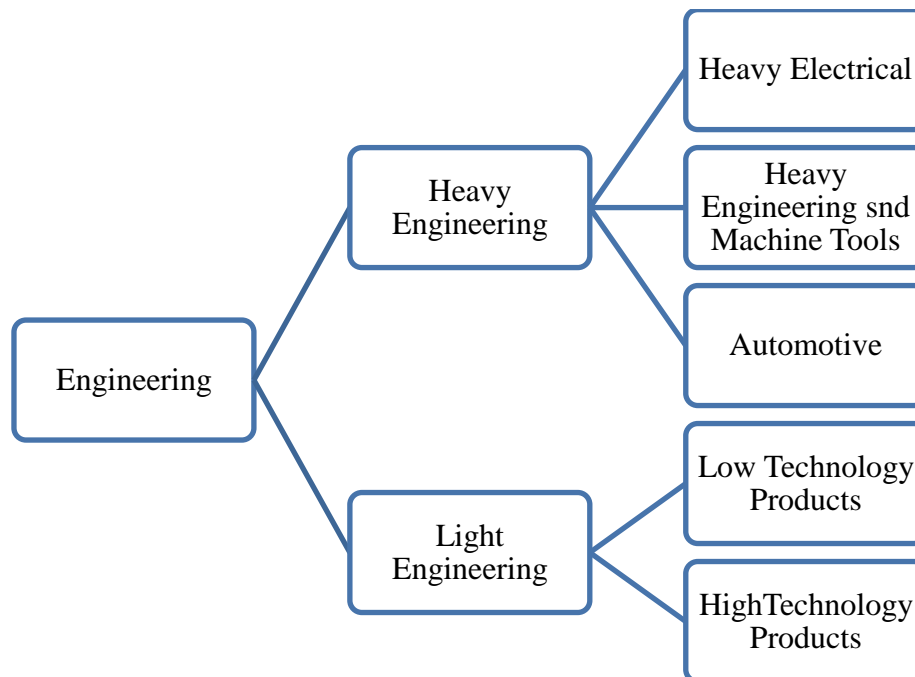 Engineering
Heavy
Engineering
Heavy Electrical
Heavy
Engineering snd
Machine Tools
Automotive
Light
Engineering
Low Technology
Products
HighTechnology
Products